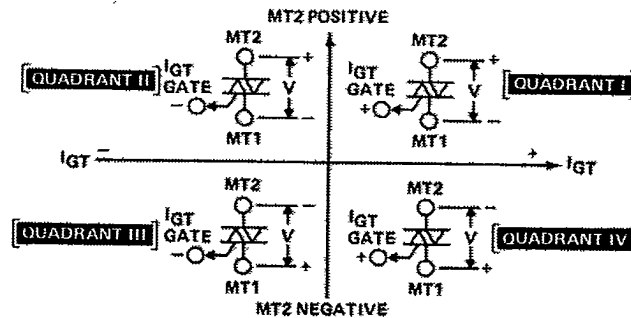 MT2 POSITIVE
[QUADRANT II]
IGT
GATE
−
MT2
+
V
−
MT1
IGT
GATE
+
MT2
+
V
−
MT1
[QUADRANT I]
IGT −
+ IGT
[QUADRANT III]
IGT
GATE
−
MT2
−
V
+
MT1
IGT
GATE
+
MT2
−
V
+
MT1
[QUADRANT IV]
MT2 NEGATIVE